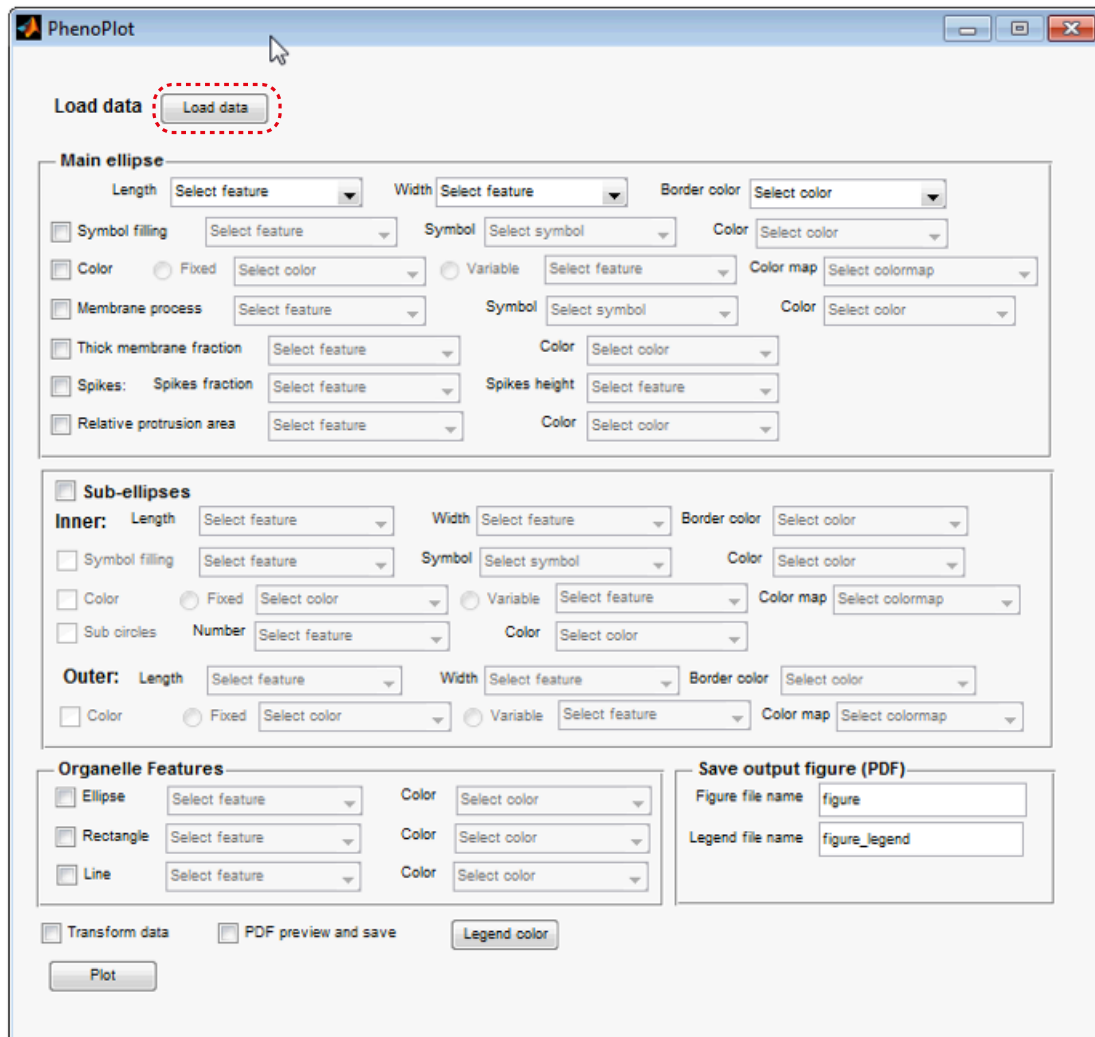 PhenoPlot
Load data Load data
Main ellipse
Length Select feature Width Select feature Border color Select color
Symbol filling Select feature Symbol Select symbol Color Select color
Color Fixed Select color Variable Select feature Color map Select colormap
Membrane process Select feature Symbol Select symbol Color Select color
Thick membrane fraction Select feature Color Select color
Spikes: Spikes fraction Select feature Spikes height Select feature
Relative protrusion area Select feature Color Select color
Sub-ellipses
Inner: Length Select feature Width Select feature Border color Select color
Symbol filling Select feature Symbol Select symbol Color Select color
Color Fixed Select color Variable Select feature Color map Select colormap
Sub circles Number Select feature Color Select color
Outer: Length Select feature Width Select feature Border color Select color
Color Fixed Select color Variable Select feature Color map Select colormap
Organelle Features
Ellipse Select feature Color Select color
Rectangle Select feature Color Select color
Line Select feature Color Select color
Save output figure (PDF)
Figure file name figure
Legend file name figure_legend
Transform data PDF preview and save Legend color
Plot